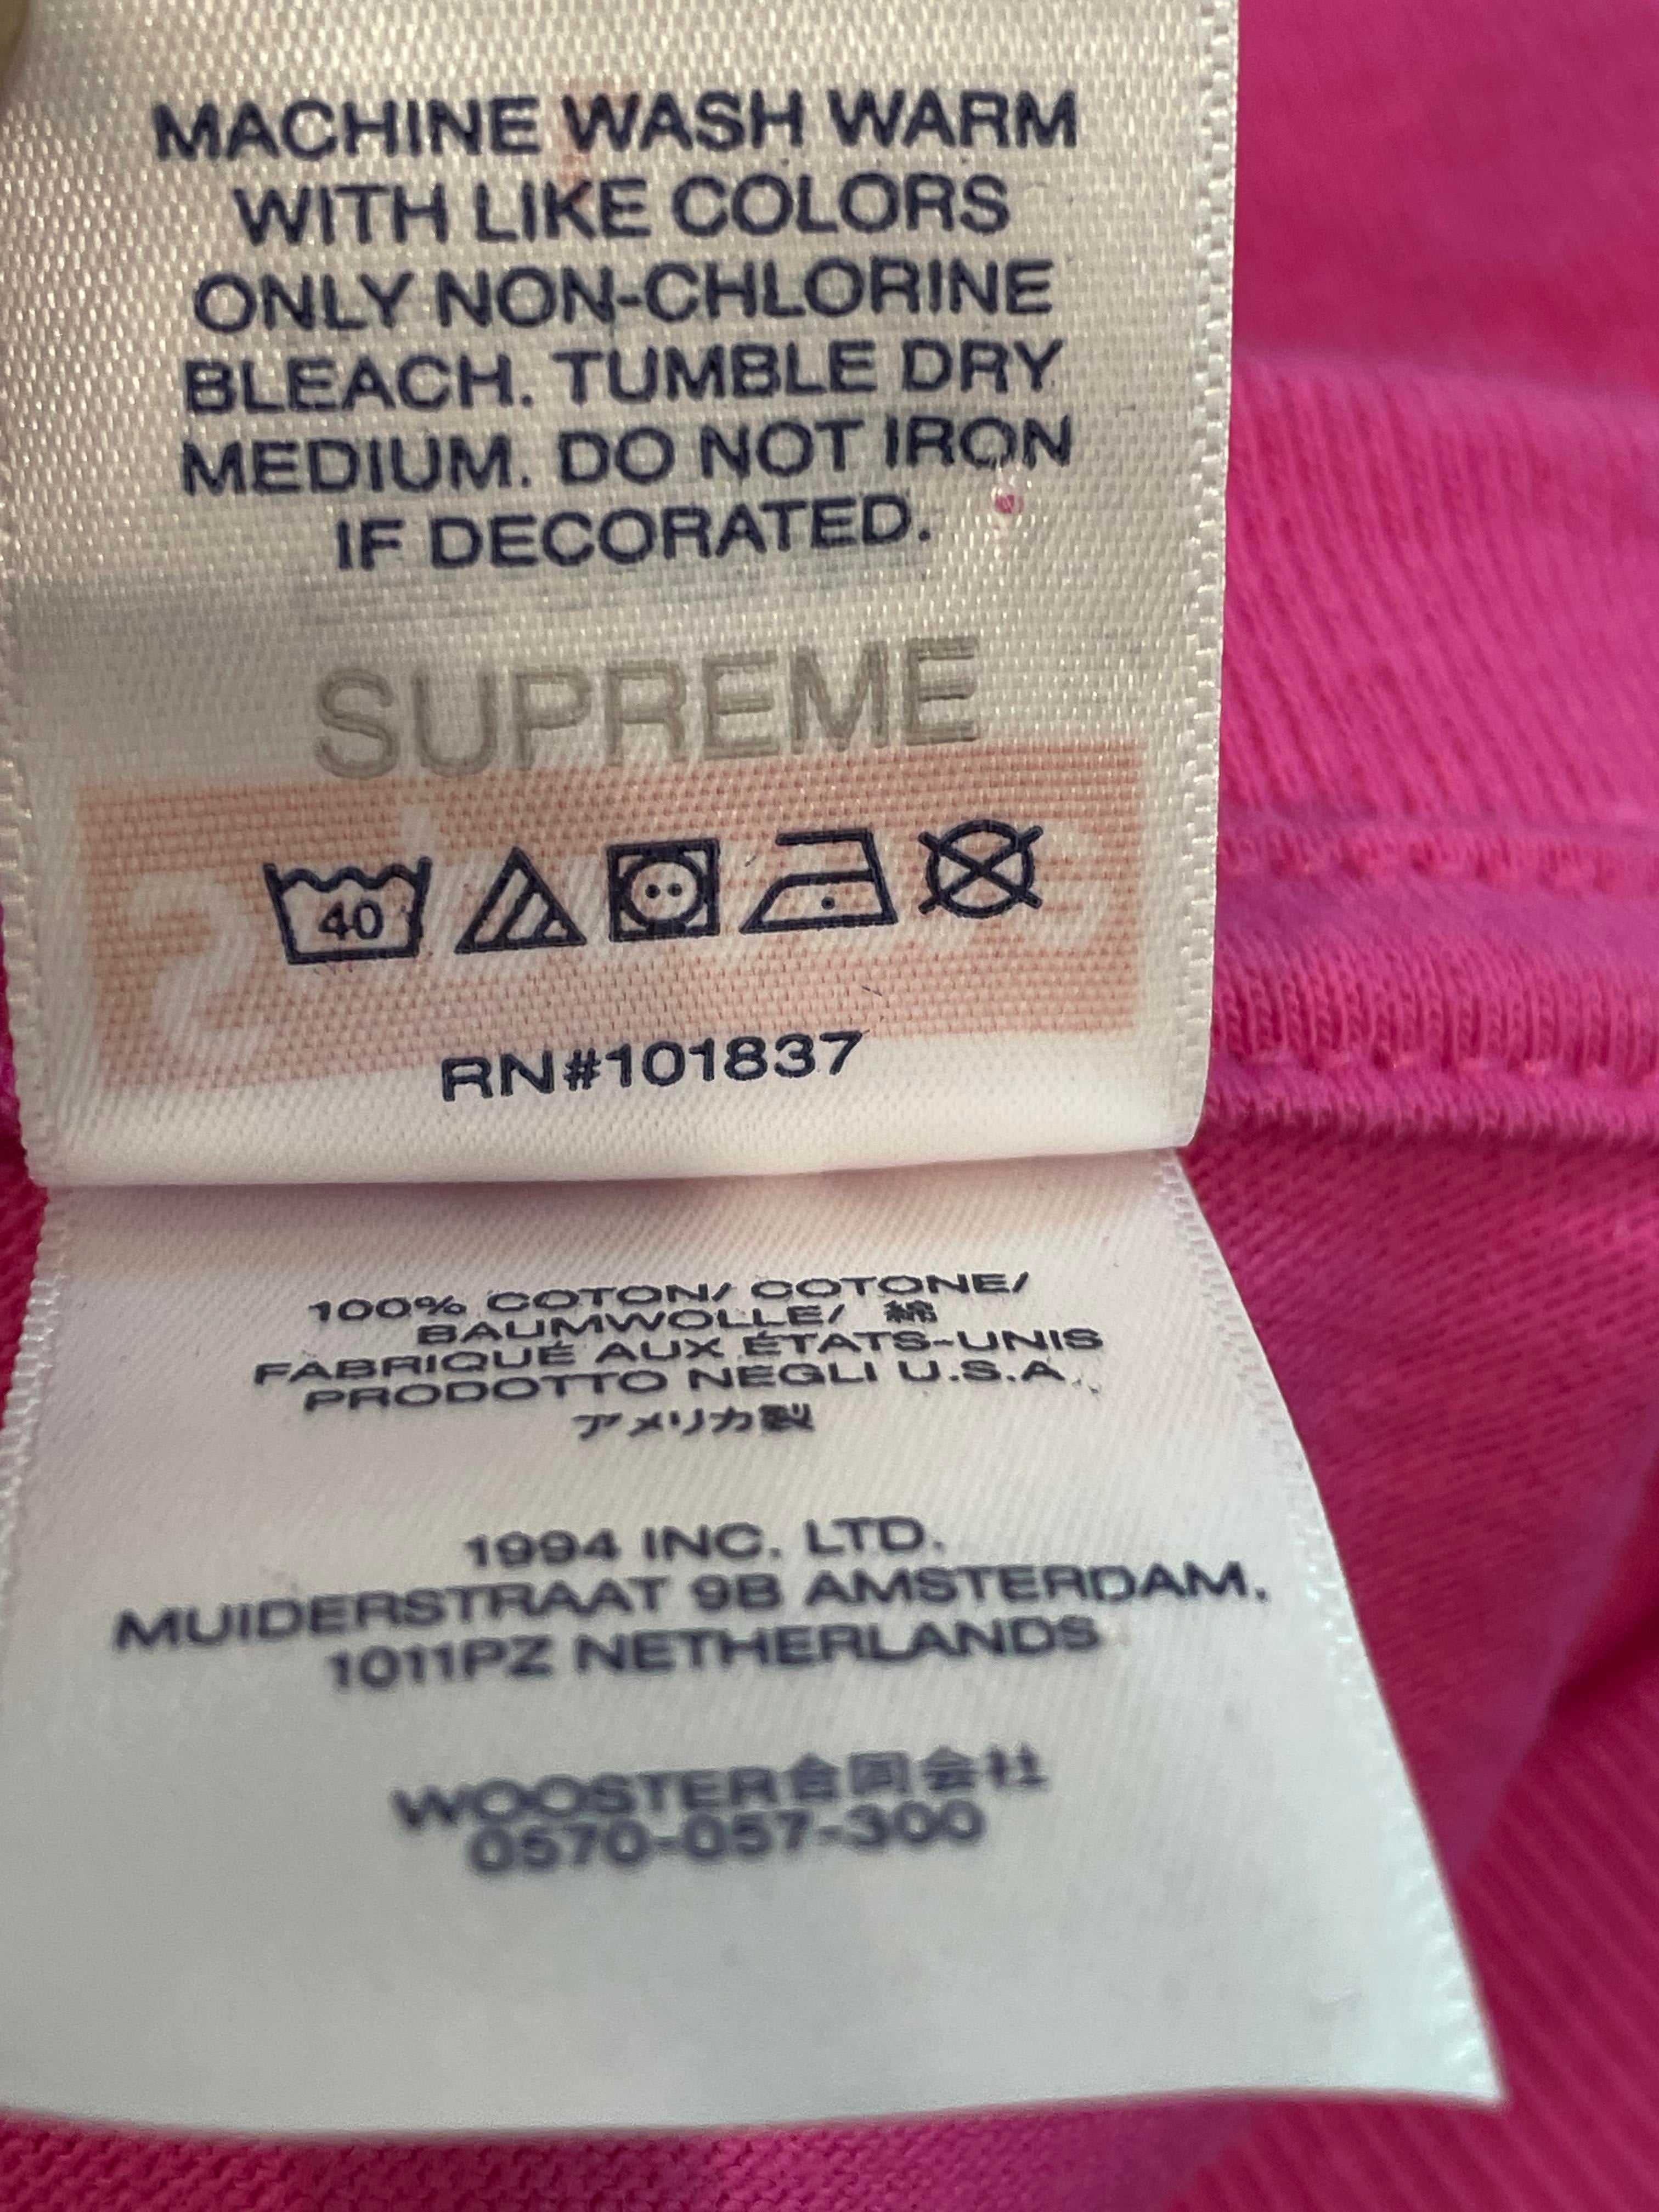 MACHINE WASH WARM
WITH LIKE COLORS
ONLY NON-CHLORINE
BLEACH. TUMBLE DRY
MEDIUM. DO NOT IRON
IF DECORATED.
SUPREME
40
RN#101837
100% COTON/ COTONE/
BAUMWOLLE/ 綿
FABRIQUÉ AUX ÉTATS-UNIS
PRODOTTO NEGLI U.S.A.
アメリカ製
1994 INC. LTD.
MUIDERSTRAAT 9B AMSTERDAM,
1011PZ NETHERLANDS
WOOSTER合同会社
0570-057-300